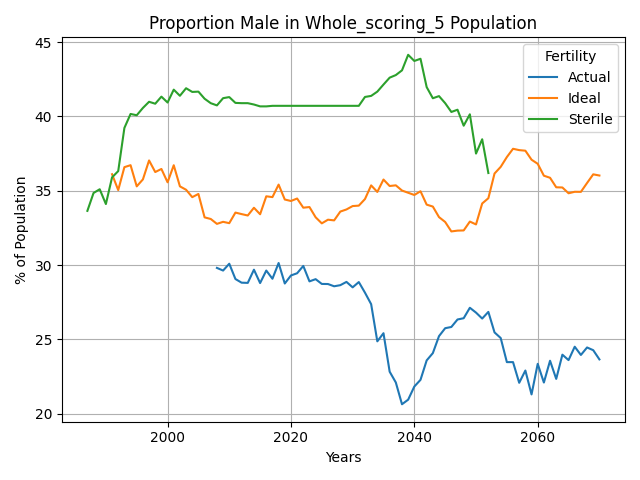 Proportion Male in Whole_scoring_5 Population
Fertility
Actual
Ideal
Sterile
% of Population
45
40
35
30
25
20
2000
2020
2040
2060
Years